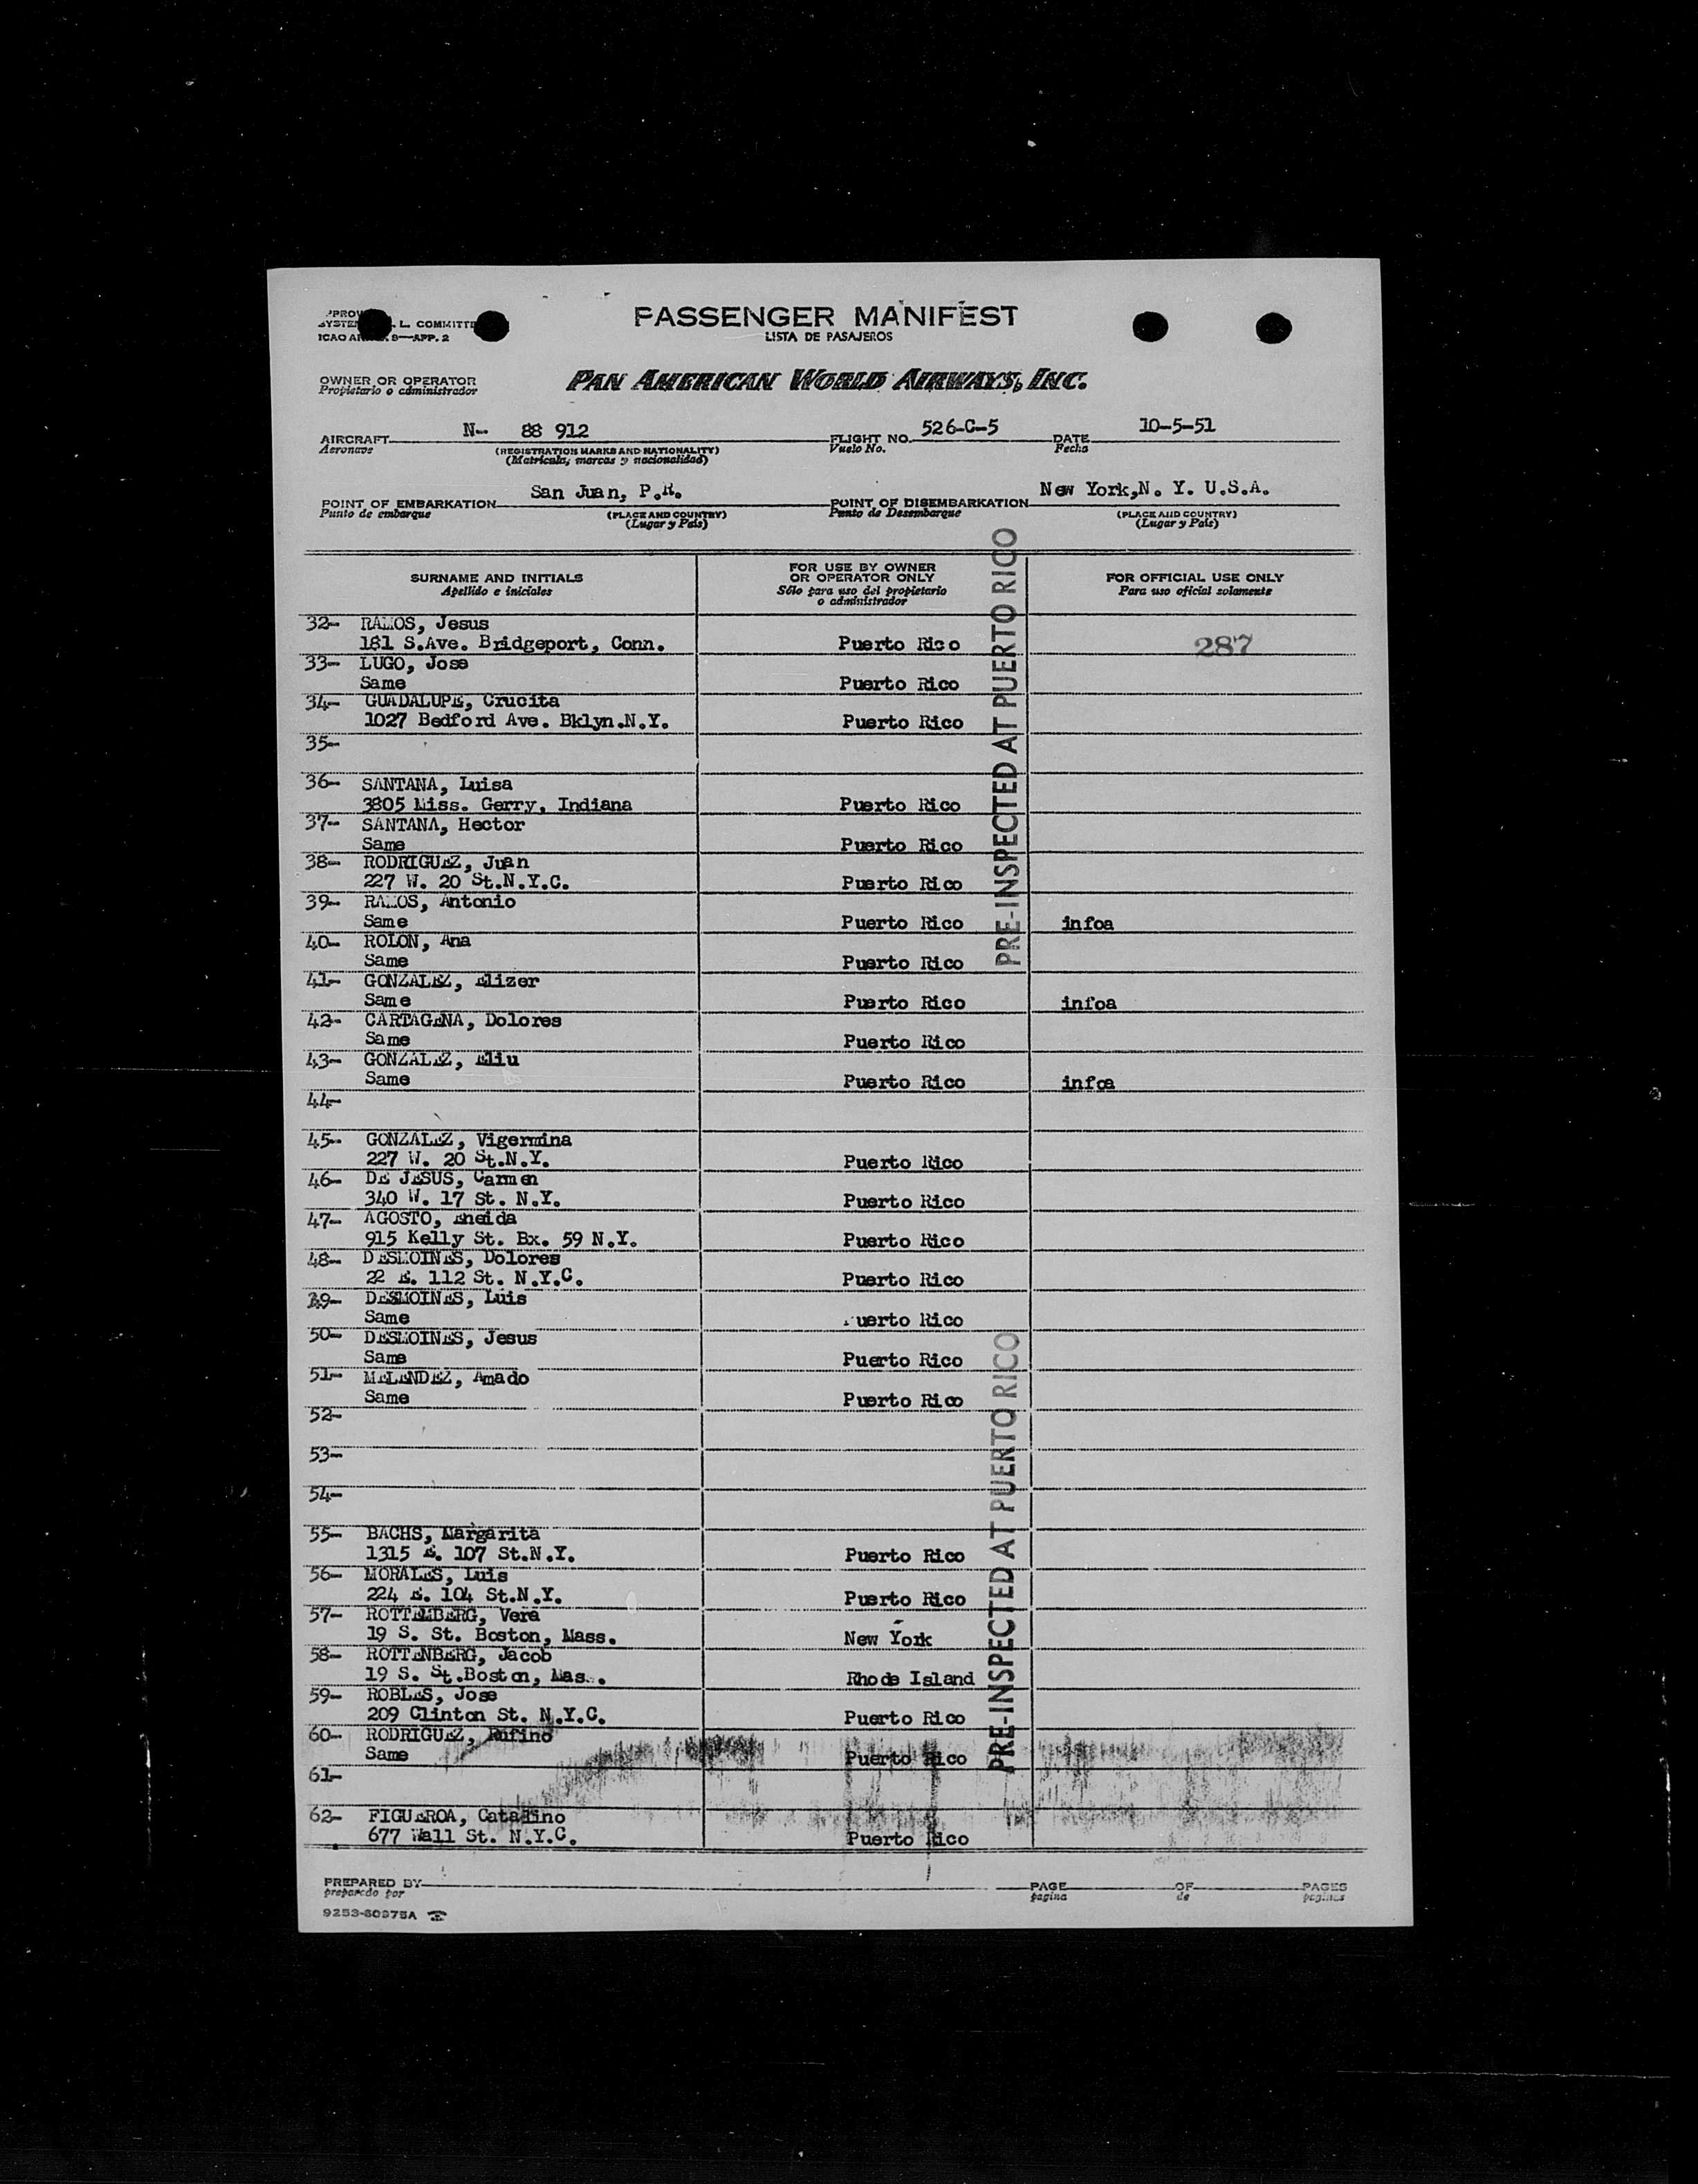 PASSENGER MANIFEST
LISTA DE PASAJEROS
L. COMMITTE
ICAO 9—APP. 2
OWNER OR OPERATOR
Propietario o administrador
PAN AMERICAN WORLD AIRWAYS, INC.
AIRCRAFT N-- 88 912 FLIGHT NO. 526-C-5 DATE 10-5-51
Aeronave (REGISTRATION MARKS AND NATIONALITY) Vuelo No. Fecha
(Matricula, marcas y nacionalidad)
POINT OF EMBARKATION San Juan, P.R. POINT OF DISEMBARKATION New York,N. Y. U.S.A.
Punto de embarque (PLACE AND COUNTRY) Punto de Desembarque (PLACE AND COUNTRY)
(Lugar y País) (Lugar y País)
SURNAME AND INITIALS
Apellido e iniciales
FOR USE BY OWNER
OR OPERATOR ONLY
Sólo para uso del propietario
o administrador
FOR OFFICIAL USE ONLY
Para uso oficial solamente
32-- RAMOS, Jesus
181 S.Ave. Bridgeport, Conn. Puerto Rico 287
33-- LUGO, Jose
Same Puerto Rico
34-- GUADALUPE, Crucita
1027 Bedford Ave. Bklyn.N.Y. Puerto Rico
35--
36-- SANTANA, Luisa
3805 Miss. Gerry, Indiana Puerto Rico
37-- SANTANA, Hector
Same Puerto Rico
38-- RODRIGUEZ, Juan
227 W. 20 St.N.Y.C. Puerto Rico
39-- RAMOS, Antonio
Same Puerto Rico infoa
40-- ROLON, Ana
Same Puerto Rico
41-- GONZALEZ, Elizer
Same Puerto Rico infoa
42- CARTAGENA, Dolores
Same Puerto Rico
43-- GONZALEZ, Eliu
Same Puerto Rico infoa
44--
45-- GONZALEZ, Vigermina
227 W. 20 St.N.Y. Puerto Rico
46-- DE JESUS, Carmen
340 W. 17 St. N.Y. Puerto Rico
47-- AGOSTO, Eneida
915 Kelly St. Bx. 59 N.Y. Puerto Rico
48-- DESMOINES, Dolores
22 E. 112 St. N.Y.C. Puerto Rico
49-- DESMOINES, Luis
Same Puerto Rico
50-- DESMOINES, Jesus
Same Puerto Rico
51-- MELENDEZ, Amado
Same Puerto Rico
52--
53--
54--
55-- BACHS, Margarita
1315 E. 107 St.N.Y. Puerto Rico
56-- MORALES, Luis
224 E. 104 St.N.Y. Puerto Rico
57-- ROTTEMBERG, Vera
19 S. St. Boston, Mass. New York
58-- ROTTENBERG, Jacob
19 S. St.Boston, Mas.. Rhode Island
59-- ROBLES, Jose
209 Clinton St. N.Y.C. Puerto Rico
60-- RODRIGUEZ, Rufino
Same Puerto Rico
61--
62-- FIGUEROA, Catalino
677 Wall St. N.Y.C. Puerto Rico
PRE-INSPECTED AT PUERTO RICO
PRE-INSPECTED AT PUERTO RICO
PREPARED BY PAGE OF PAGES
preparado por pagina de paginas